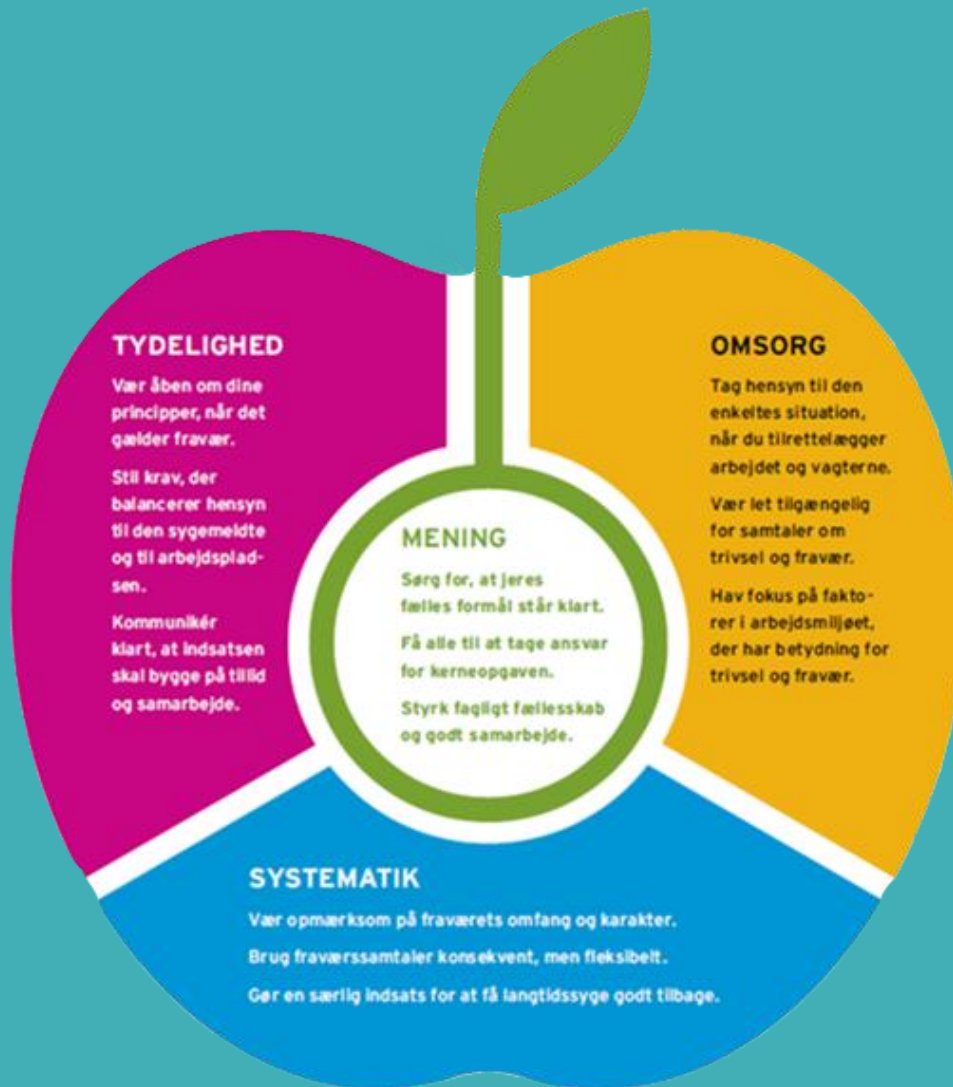 TYDELIGHED
Vær åben om dine
principper, når det
gælder fravær.
Stil krav, der
balancerer hensyn
til den sygemeldte
og til arbejdsplad-
sen.
Kommunikér
klart, at indsatsen
skal bygge på tillid
og samarbejde.
MENING
Sørg for, at jeres
fælles formål står klart.
Få alle til at tage ansvar
for kerneopgaven.
Styrk fagligt fællesskab
og godt samarbejde.
OMSORG
Tag hensyn til den
enkeltes situation,
når du tilrettelægger
arbejdet og vagterne.
Vær let tilgængelig
for samtaler om
trivsel og fravær.
Hav fokus på fakto-
rer i arbejdsmiljøet,
der har betydning for
trivsel og fravær.
SYSTEMATIK
Vær opmærksom på fraværets omfang og karakter.
Brug fraværssamtaler konsekvent, men fleksibelt.
Gør en særlig indsats for at få langtidssyge godt tilbage.